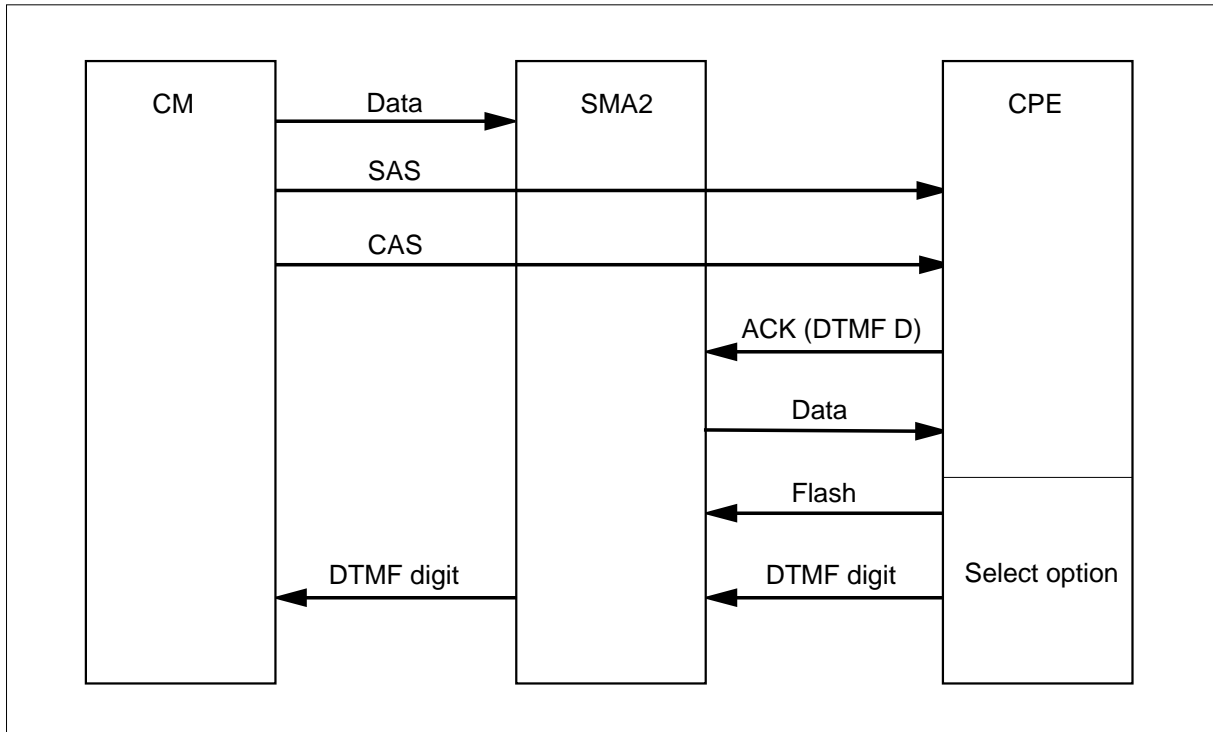 CM
Data
SMA2
CPE
SAS
CAS
ACK (DTMF D)
Data
Flash
DTMF digit
DTMF digit
Select option